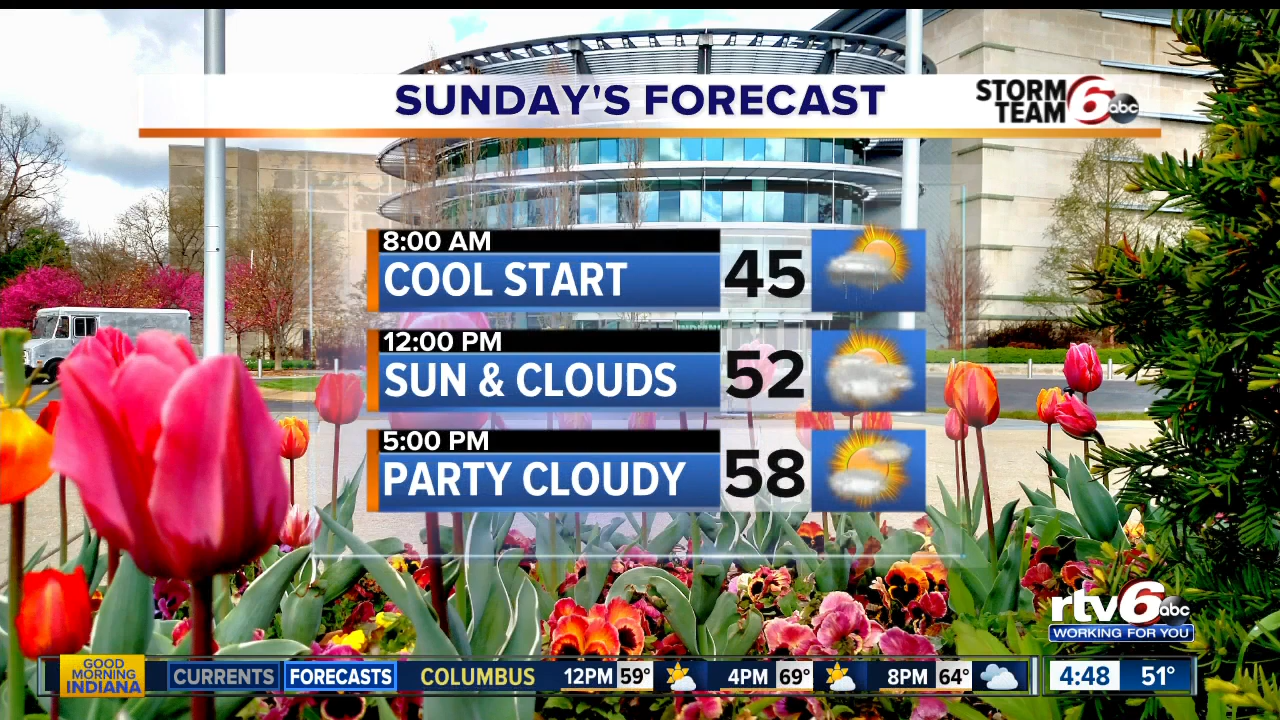 SUNDAY'S FORECAST
STORM TEAM 6 abc
8:00 AM
COOL START 45
12:00 PM
SUN & CLOUDS 52
5:00 PM
PARTY CLOUDY 58
rtv6 abc
WORKING FOR YOU
GOOD MORNING INDIANA
CURRENTS FORECASTS COLUMBUS 12PM 59° 4PM 69° 8PM 64° 4:48 51°